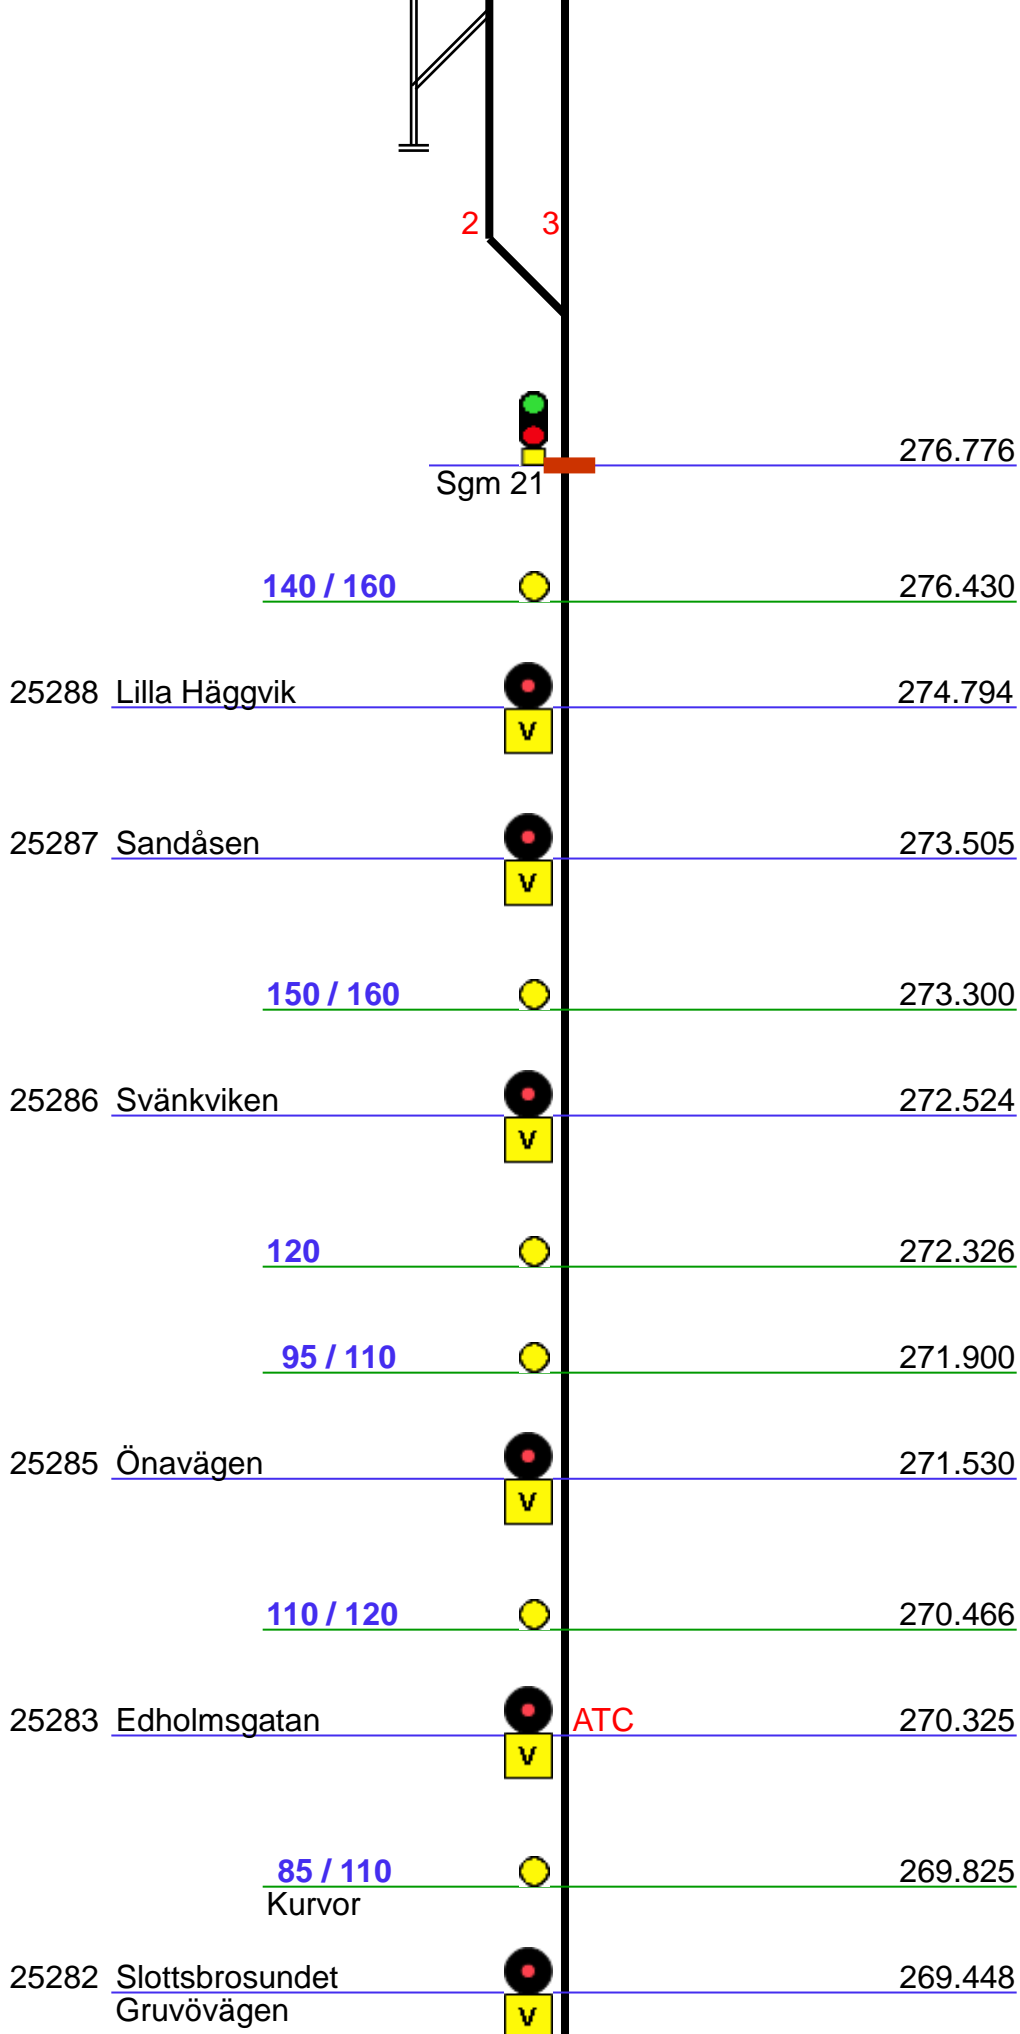 2 3
276.776
Sgm 21
140 / 160 276.430
25288 Lilla Häggvik 274.794
V
25287 Sandåsen 273.505
V
150 / 160 273.300
25286 Svänkviken 272.524
V
120 272.326
95 / 110 271.900
25285 Önavägen 271.530
V
110 / 120 270.466
25283 Edholmsgatan ATC 270.325
V
85 / 110 269.825
Kurvor
25282 Slottsbrosundet 269.448
Gruvövägen V